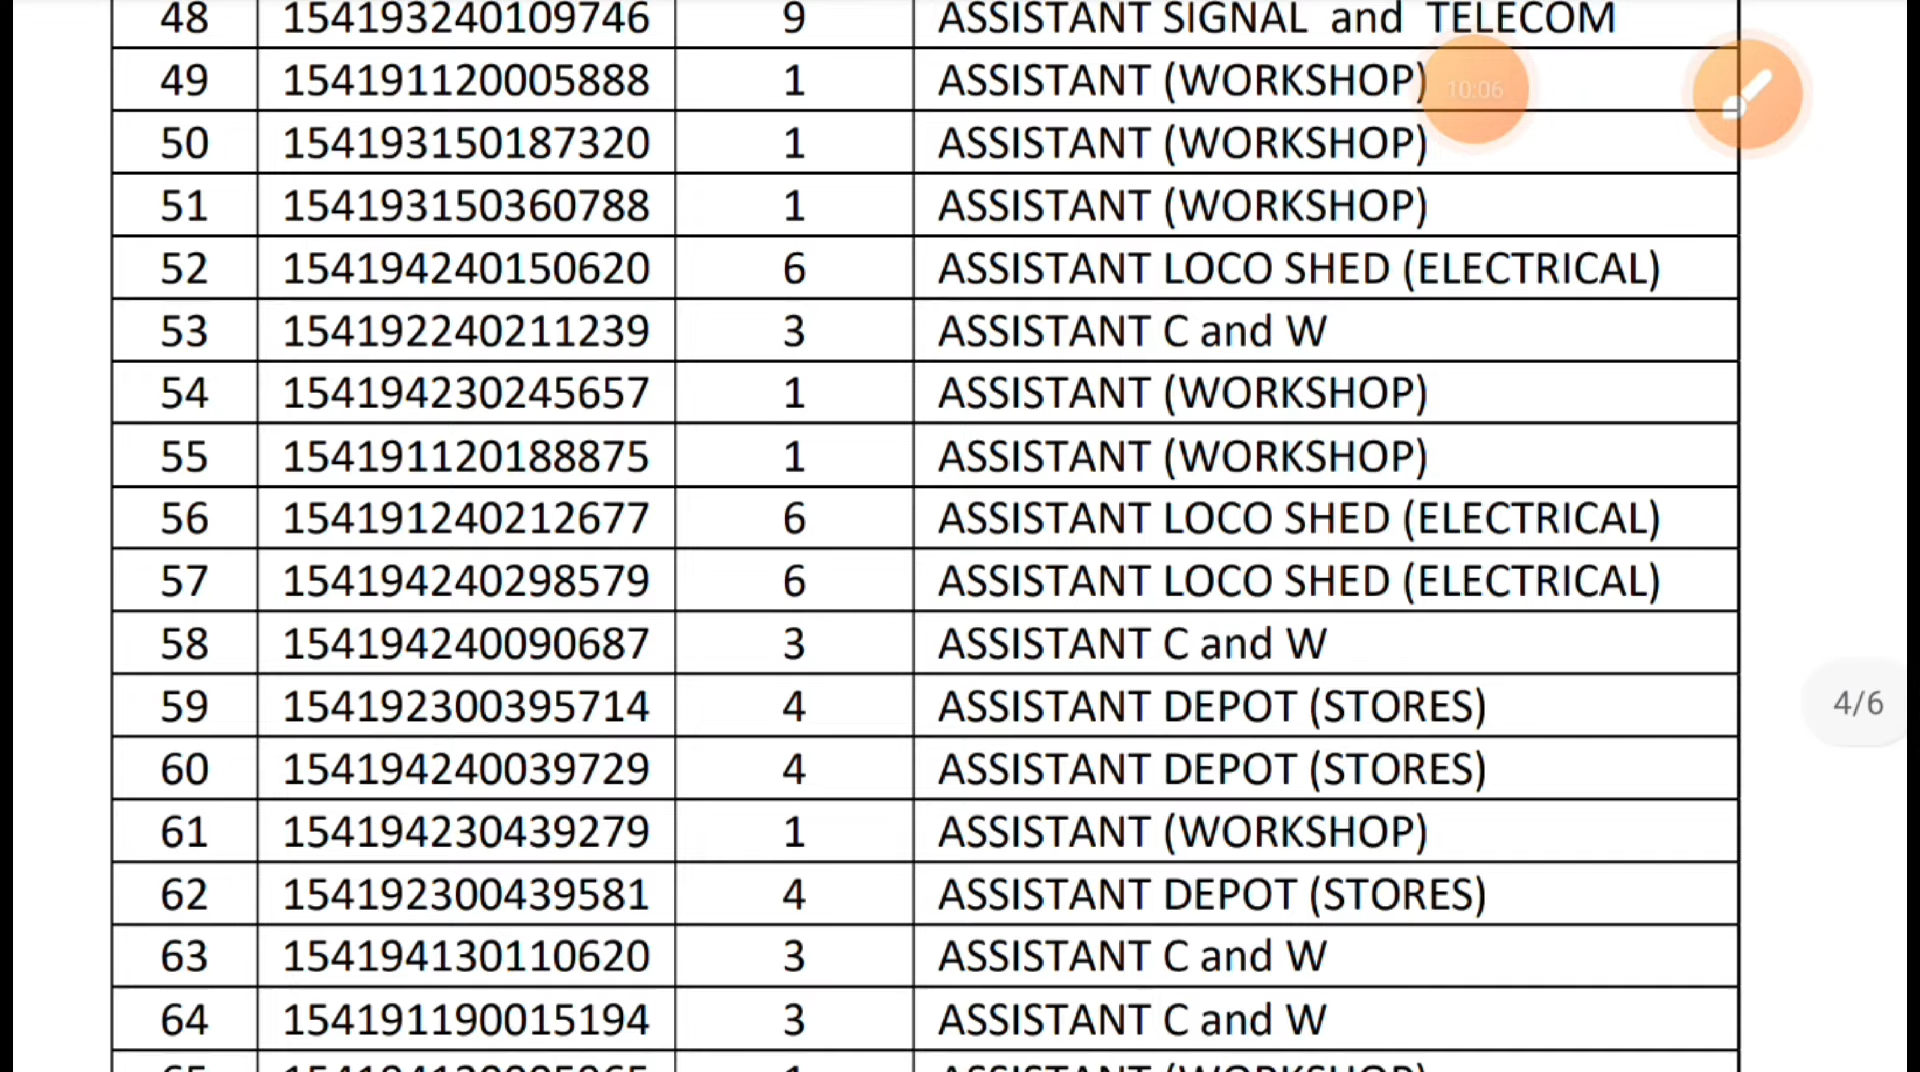 48 154193240109746 9 ASSISTANT SIGNAL and TELECOM
49 154191120005888 1 ASSISTANT (WORKSHOP)
10:06
50 154193150187320 1 ASSISTANT (WORKSHOP)
51 154193150360788 1 ASSISTANT (WORKSHOP)
52 154194240150620 6 ASSISTANT LOCO SHED (ELECTRICAL)
53 154192240211239 3 ASSISTANT C and W
54 154194230245657 1 ASSISTANT (WORKSHOP)
55 154191120188875 1 ASSISTANT (WORKSHOP)
56 154191240212677 6 ASSISTANT LOCO SHED (ELECTRICAL)
57 154194240298579 6 ASSISTANT LOCO SHED (ELECTRICAL)
58 154194240090687 3 ASSISTANT C and W
59 154192300395714 4 ASSISTANT DEPOT (STORES)
4/6
60 154194240039729 4 ASSISTANT DEPOT (STORES)
61 154194230439279 1 ASSISTANT (WORKSHOP)
62 154192300439581 4 ASSISTANT DEPOT (STORES)
63 154194130110620 3 ASSISTANT C and W
64 154191190015194 3 ASSISTANT C and W